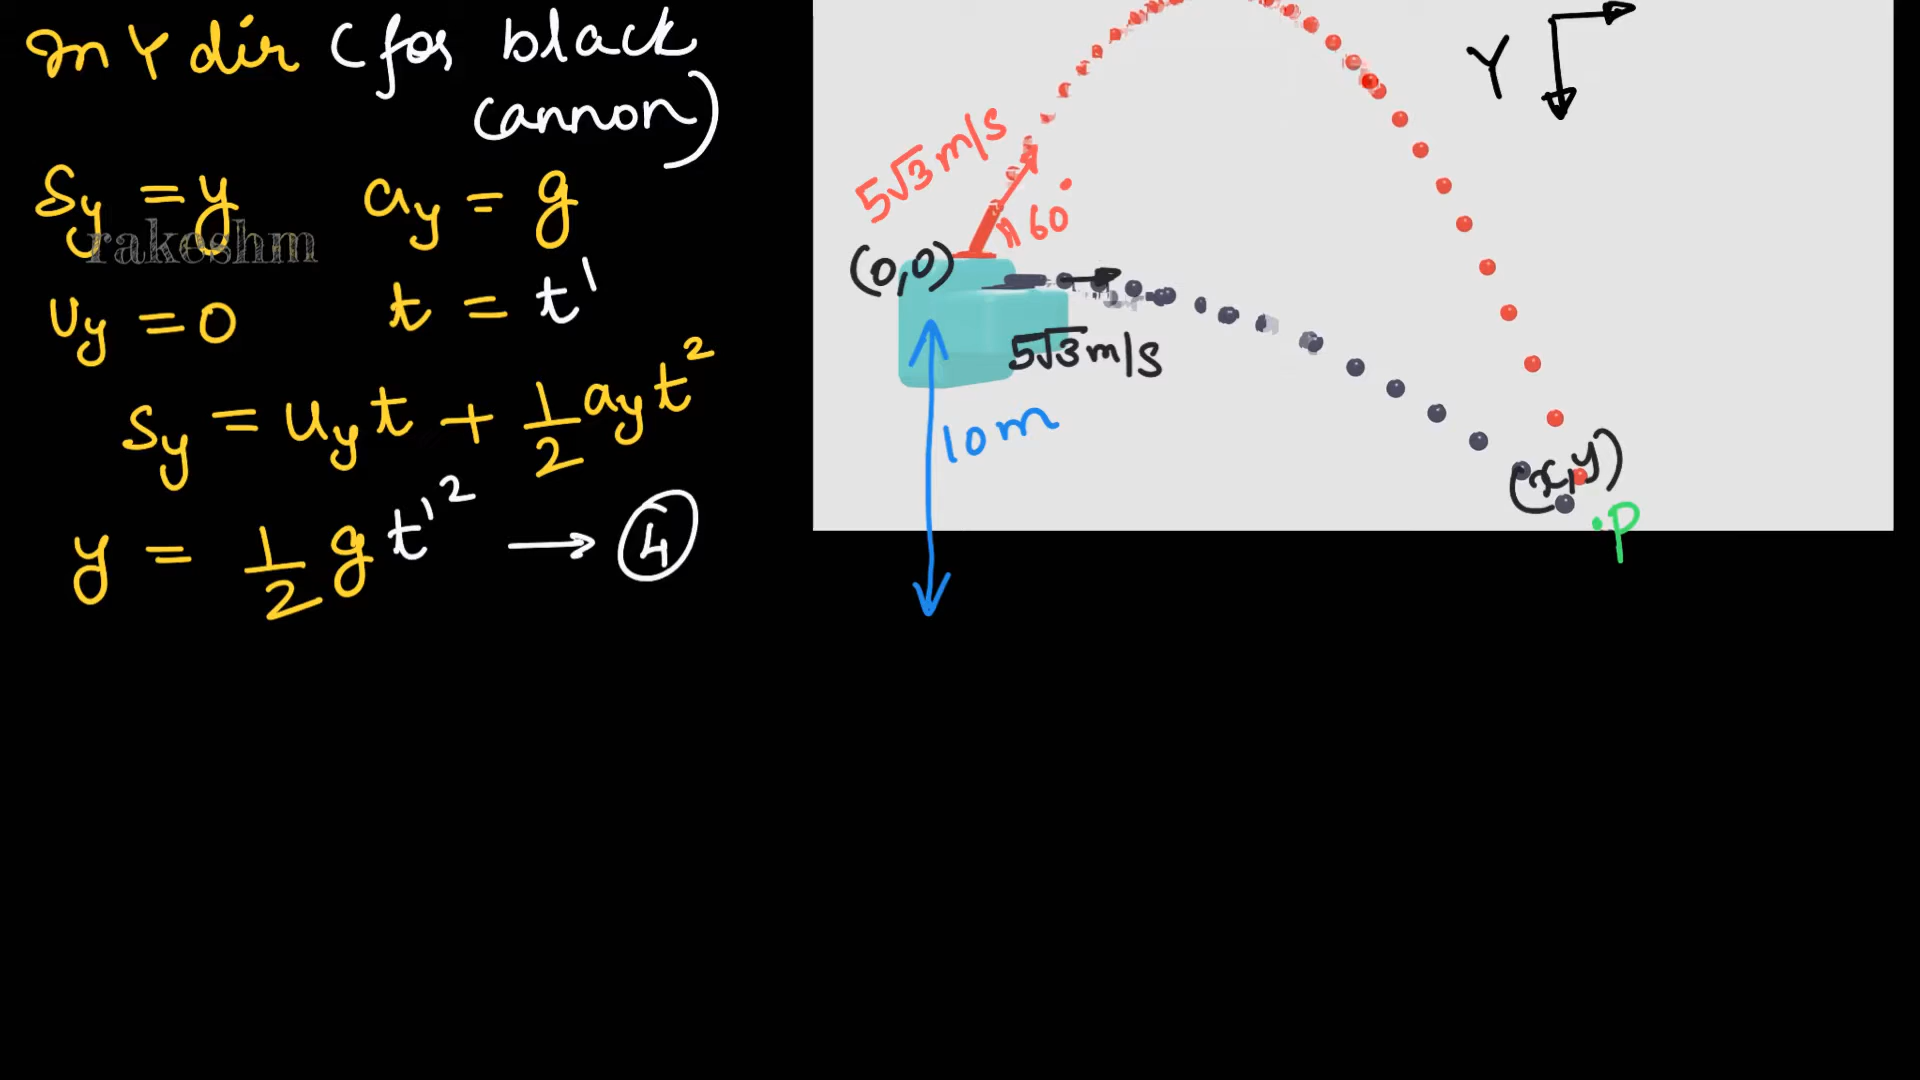 In Y dir (for black
cannon)
Sy = y   ay = g
rakeshm
Uy = 0   t = t'
Sy = Uy t + 1/2 ay t²
y = 1/2 g t'² → ④
Y
5√3 m/s
60°
(0,0)
5√3 m/s
10 m
(x,y)
.P